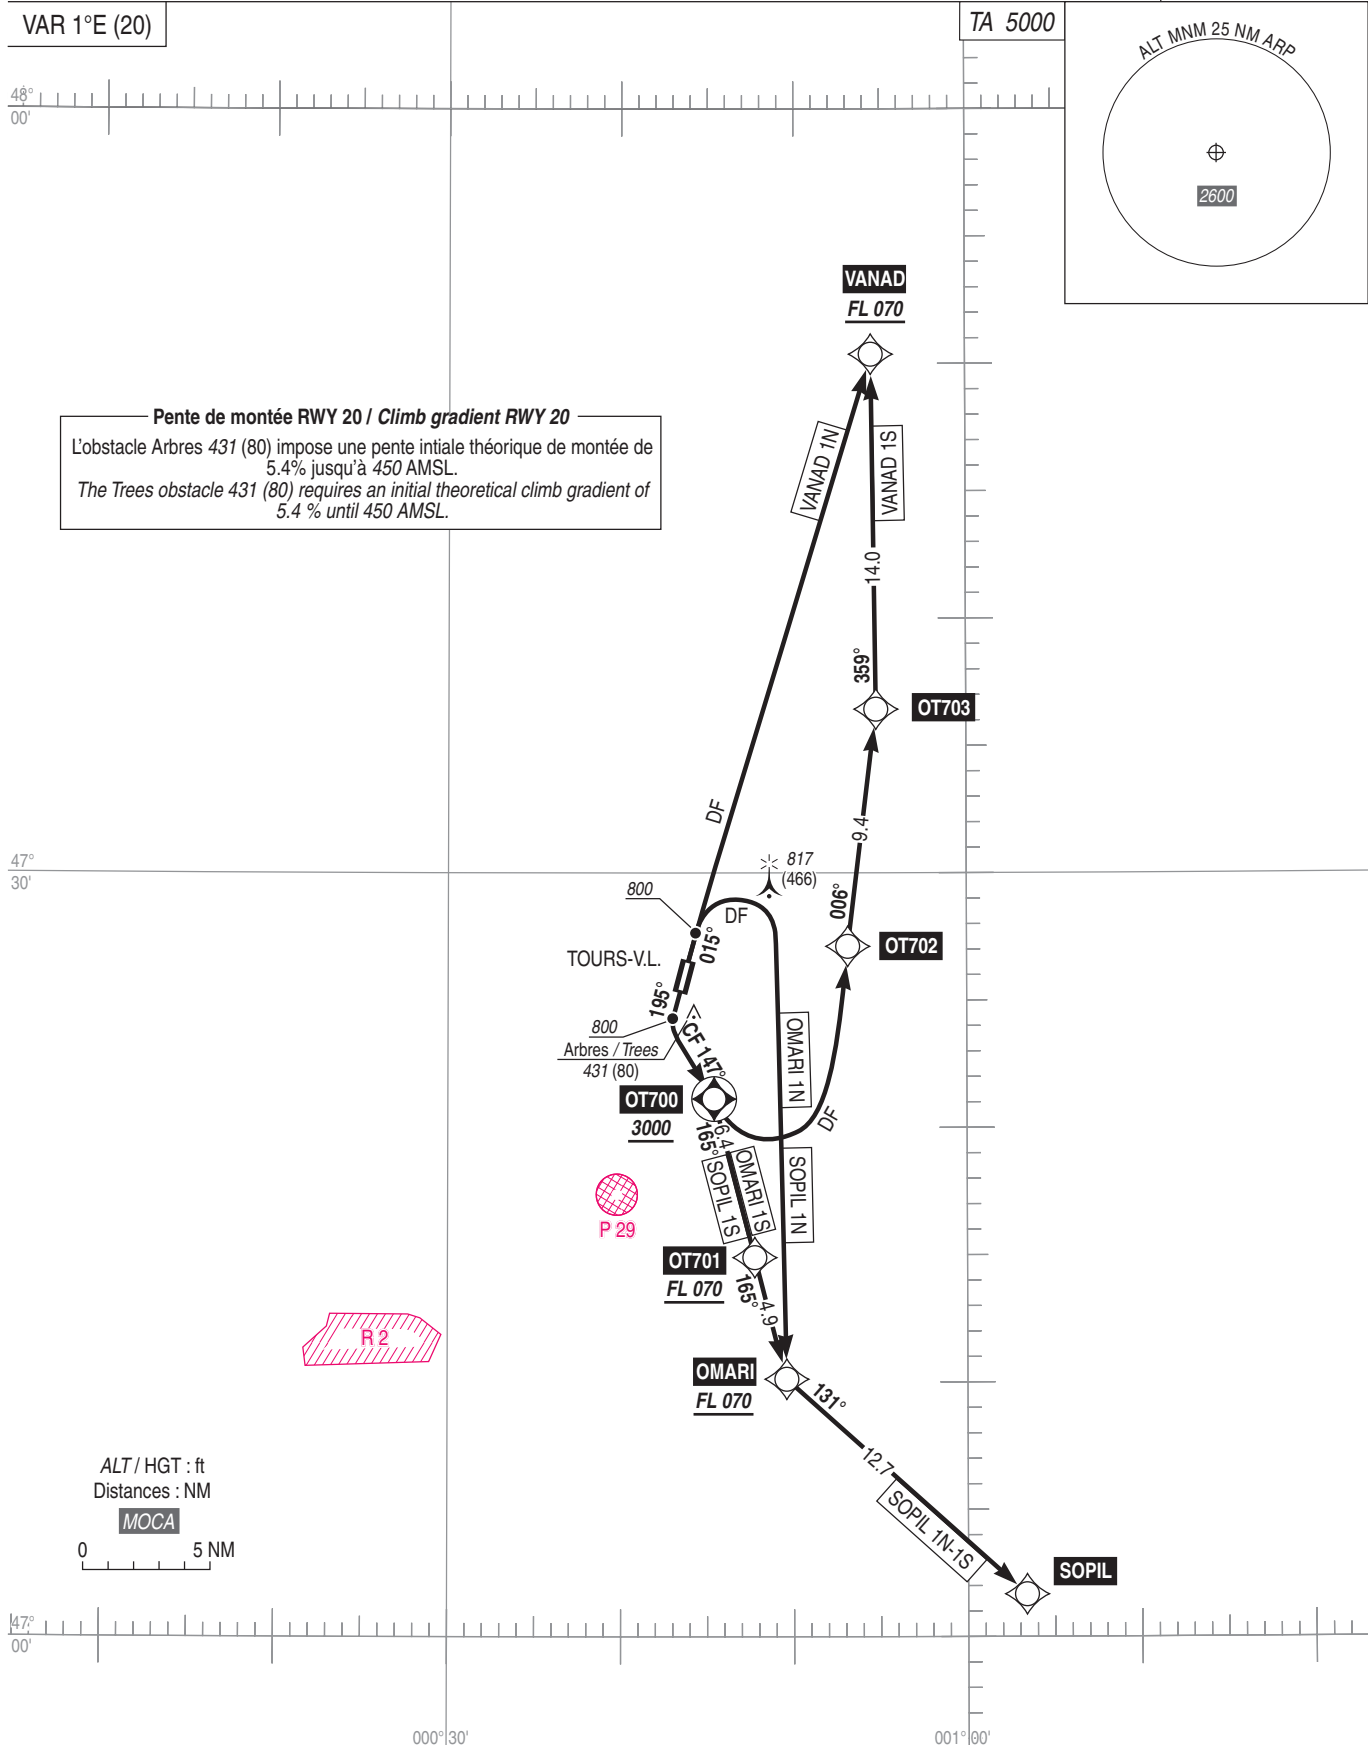 VAR 1°E (20)
TA 5000
ALT MNM 25 NM ARP
2600
48°
00'
VANAD
FL 070
Pente de montée RWY 20 / Climb gradient RWY 20
L'obstacle Arbres 431 (80) impose une pente intiale théorique de montée de
5.4% jusqu'à 450 AMSL.
The Trees obstacle 431 (80) requires an initial theoretical climb gradient of
5.4 % until 450 AMSL.
VANAD 1N
VANAD 1S
14.0
359°
OT703
DF
9.4
47°
30'
817
(466)
800
DF
006°
015°
OT702
TOURS-V.L.
195°
800
Arbres / Trees
431 (80)
CF 147°
OMARI 1N
OT700
3000
DF
6.4
165°
SOPIL 1S
OMARI 1S
SOPIL 1N
P 29
OT701
FL 070
165°
4.9
R 2
OMARI
FL 070
131°
12.7
SOPIL 1N-1S
SOPIL
ALT / HGT : ft
Distances : NM
MOCA
0
5 NM
47°
00'
000°30'
001°00'